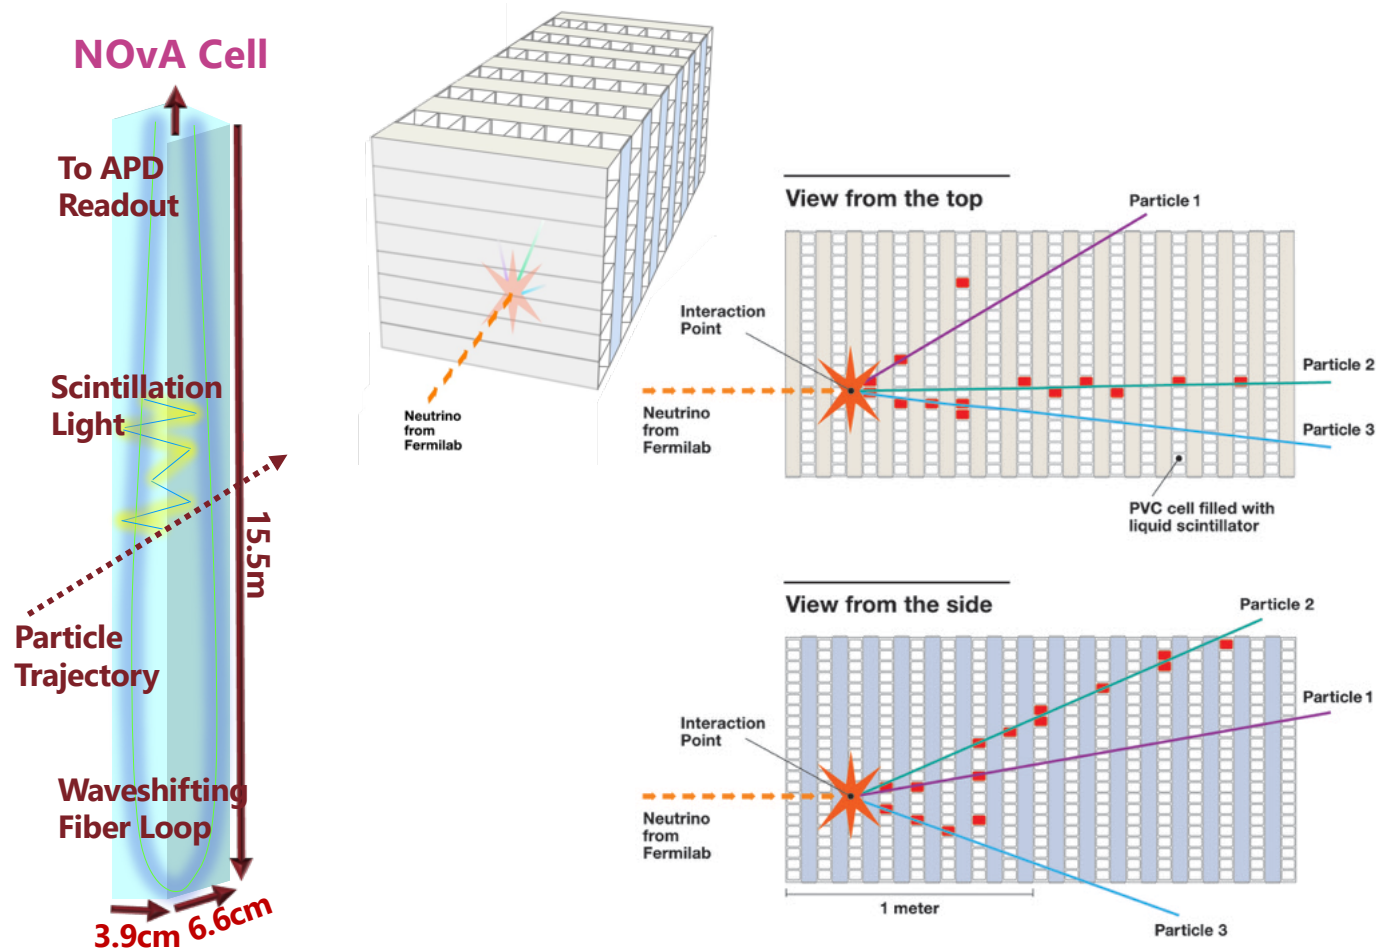 NOvA Cell
To APD
Readout
Scintillation
Light
15.5m
Particle
Trajectory
Waveshifting
Fiber Loop
3.9cm
6.6cm
Neutrino
from
Fermilab
View from the top
Particle 1
Interaction
Point
Particle 2
Neutrino
from
Fermilab
Particle 3
PVC cell filled with
liquid scintillator
View from the side
Particle 2
Particle 1
Interaction
Point
Neutrino
from
Fermilab
1 meter
Particle 3